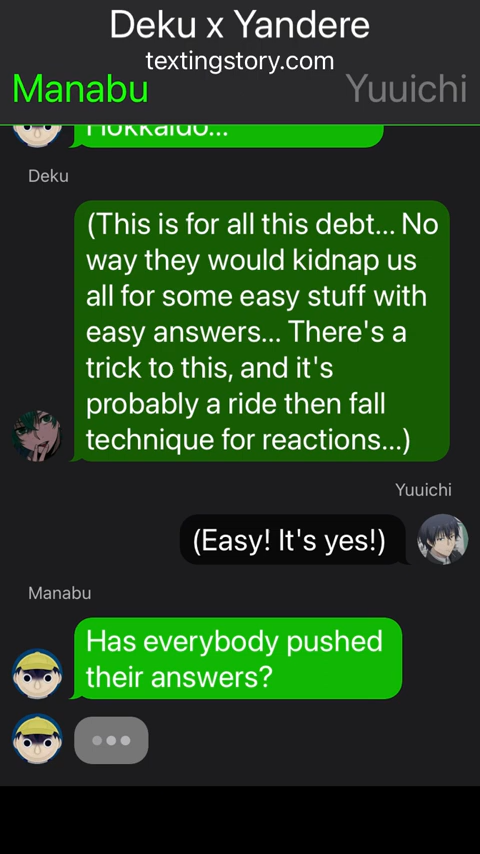 Deku x Yandere
textingstory.com
Manabu
Yuuichi
Hokkaido...
Deku
(This is for all this debt... No
way they would kidnap us
all for some easy stuff with
easy answers... There's a
trick to this, and it's
probably a ride then fall
technique for reactions...)
Yuuichi
(Easy! It's yes!)
Manabu
Has everybody pushed
their answers?